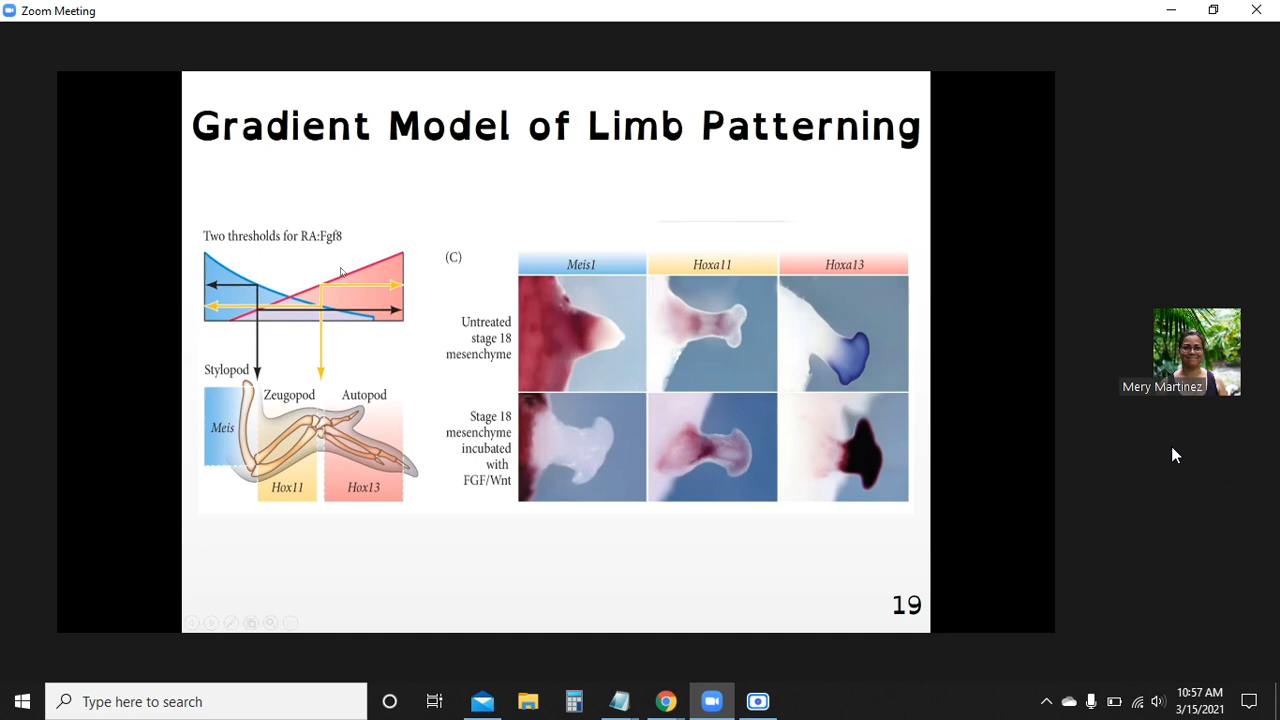 Zoom Meeting
Gradient Model of Limb Patterning
Two thresholds for RA:Fgf8
Stylopod
Zeugopod
Autopod
Meis
Hox11
Hox13
(C)
Meis1
Hoxa11
Hoxa13
Untreated
stage 18
mesenchyme
Stage 18
mesenchyme
incubated
with
FGF/Wnt
19
Mery Martinez
Type here to search
10:57 AM
3/15/2021